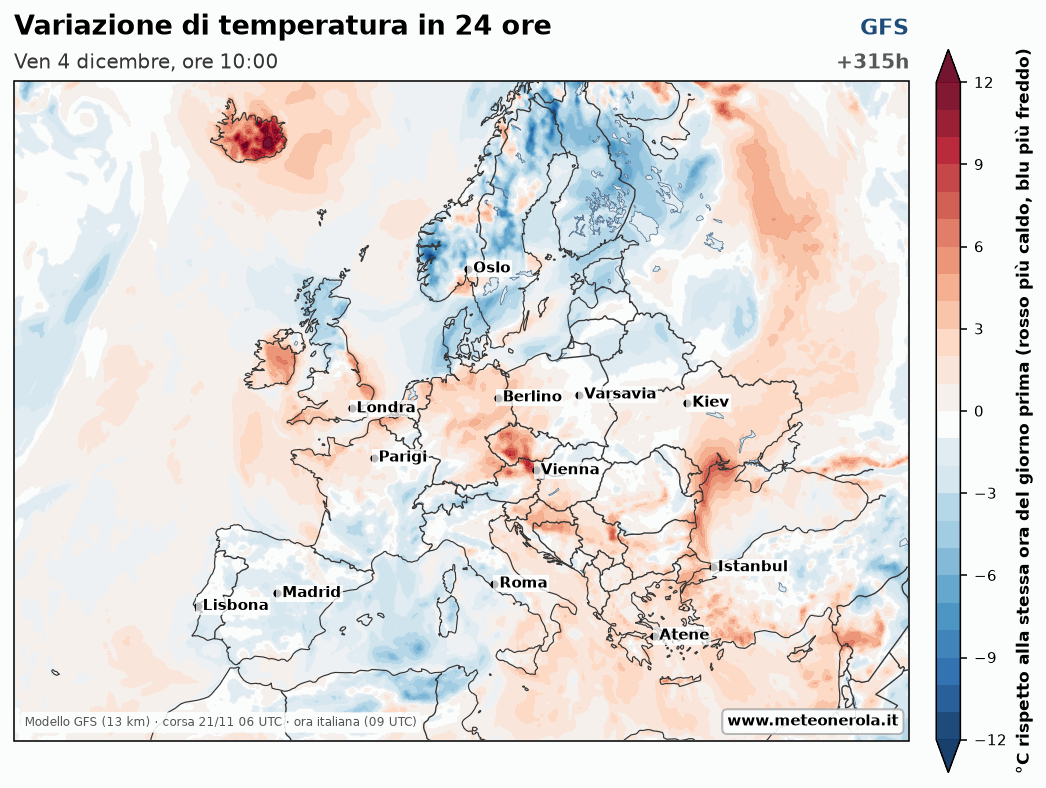 Variazione di temperatura in 24 ore
GFS
Ven 4 dicembre, ore 10:00
+315h
12
9
6
3
0
−3
−6
−9
−12
°C rispetto alla stessa ora del giorno prima (rosso più caldo, blu più freddo)
Oslo
Berlino
Varsavia
Kiev
Londra
Parigi
Vienna
Istanbul
Roma
Madrid
Lisbona
Atene
Modello GFS (13 km) · corsa 21/11 06 UTC · ora italiana (09 UTC)
www.meteonerola.it